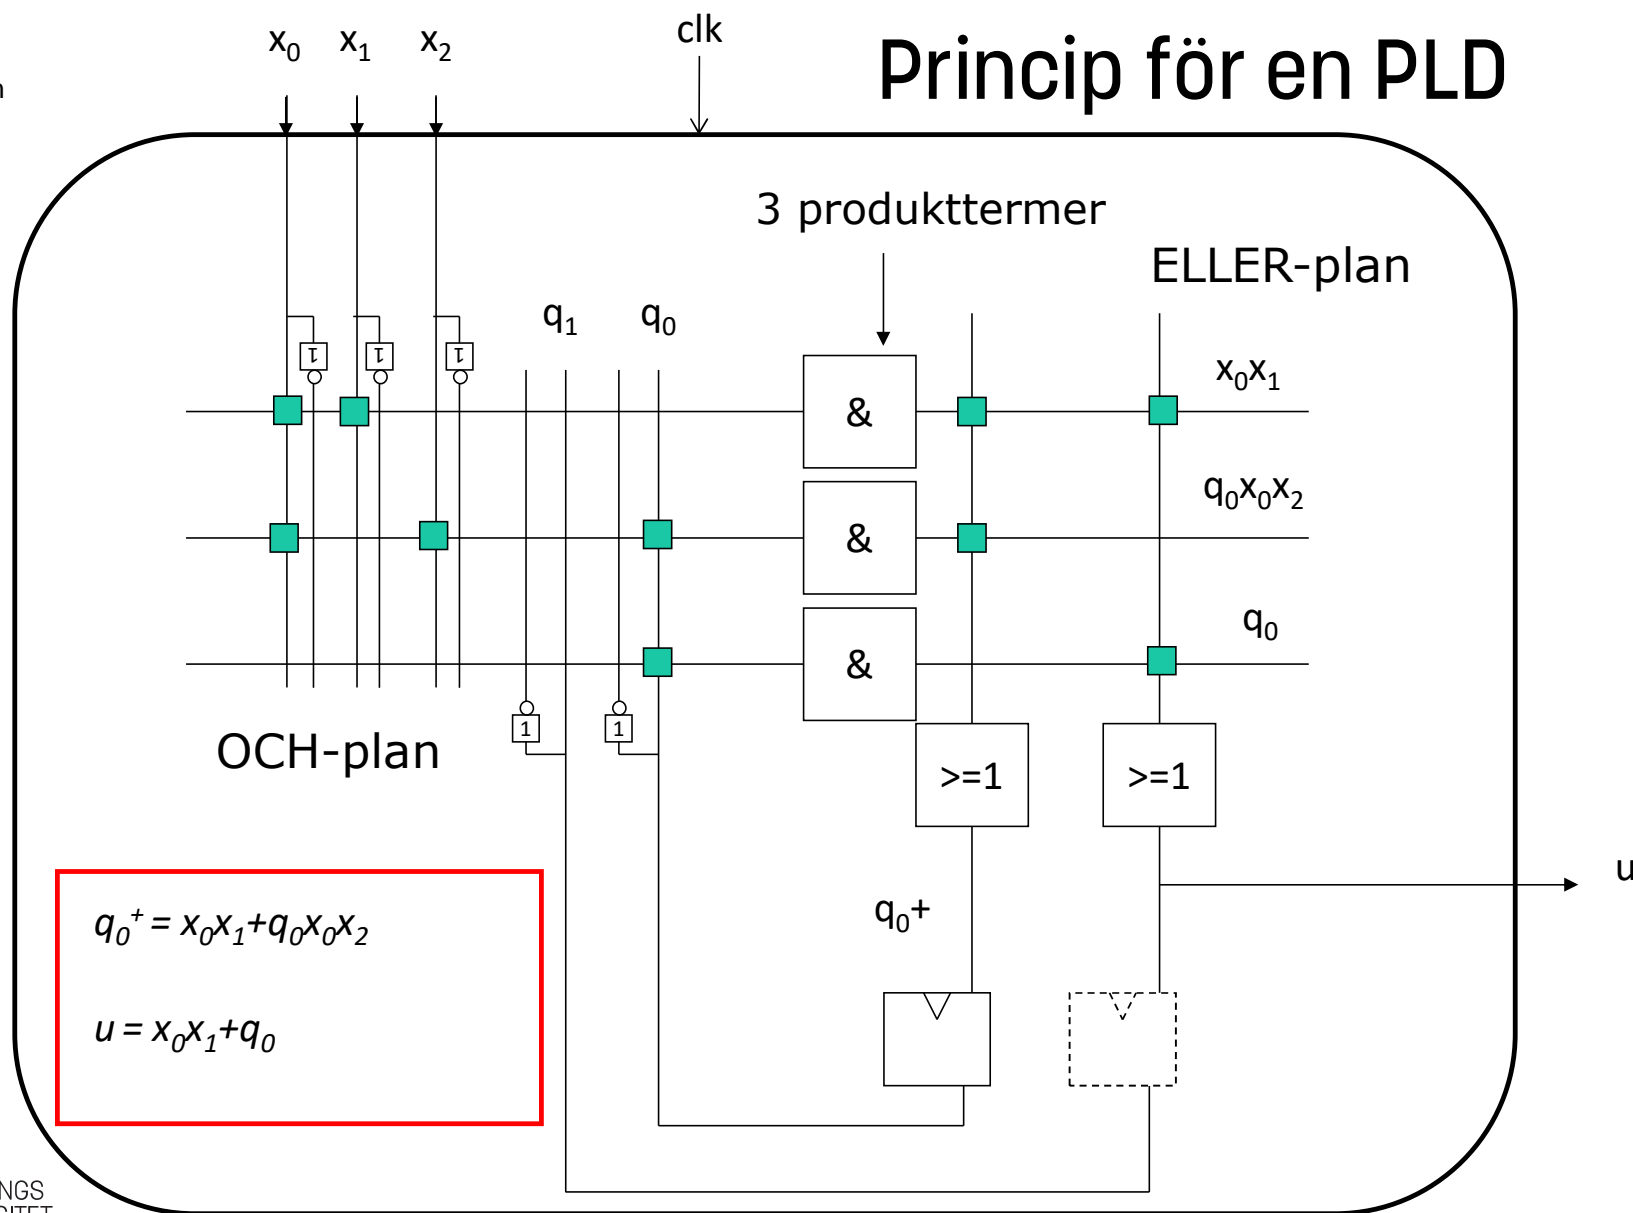 x₀ x₁ x₂ clk
Princip för en PLD
3 produkttermer
ELLER-plan
q₁ q₀
1 1 1
x₀x₁
&
q₀x₀x₂
&
q₀
&
1 1
OCH-plan
>=1 >=1
u
q₀⁺ = x₀x₁+q₀x₀x₂
q₀+
u = x₀x₁+q₀